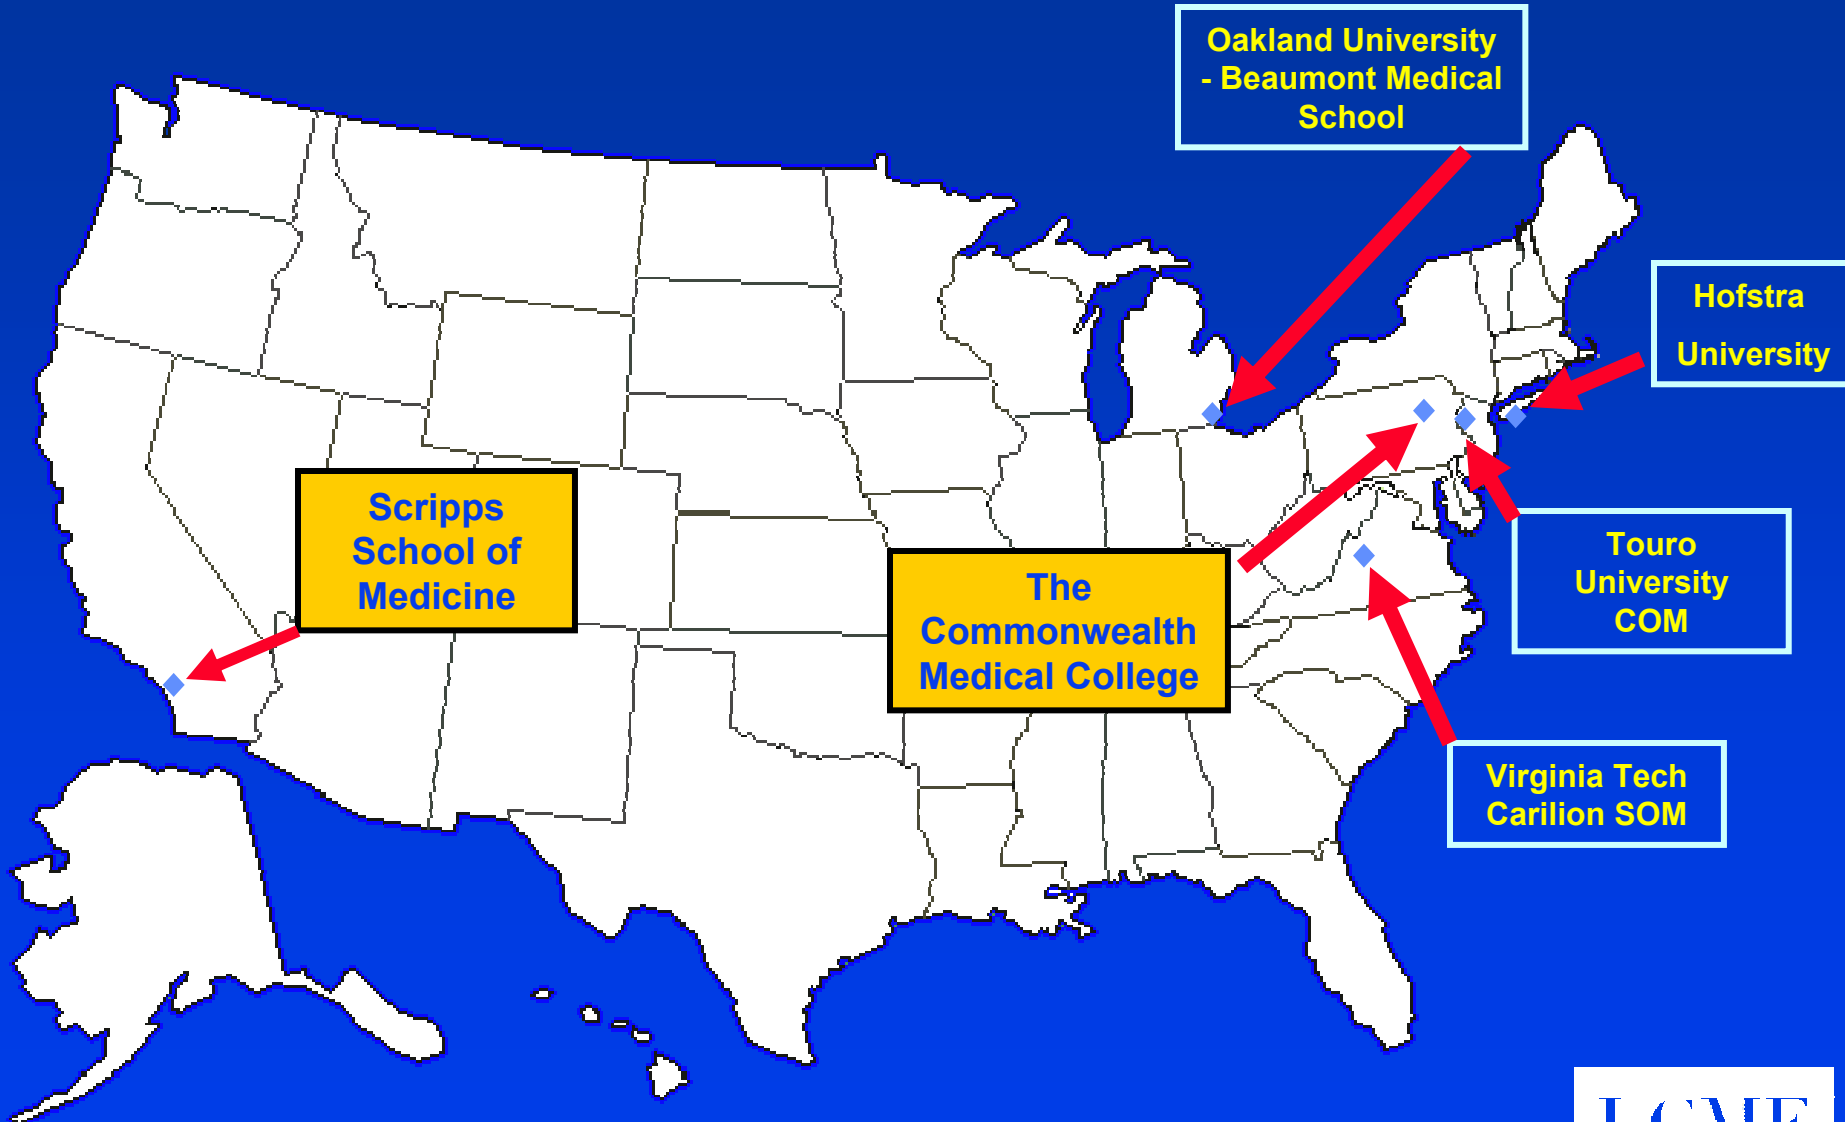 Oakland University
- Beaumont Medical
School
Hofstra
University
Scripps
School of
Medicine
The
Commonwealth
Medical College
Touro
University
COM
Virginia Tech
Carilion SOM
LCME